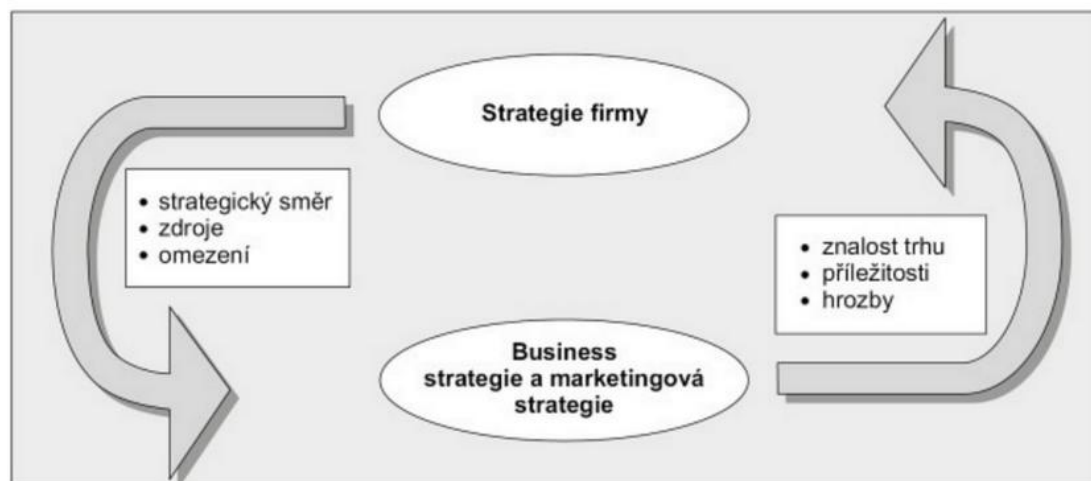 Strategie firmy
• strategický směr
• zdroje
• omezení
• znalost trhu
• příležitosti
• hrozby
Business
strategie a marketingová
strategie